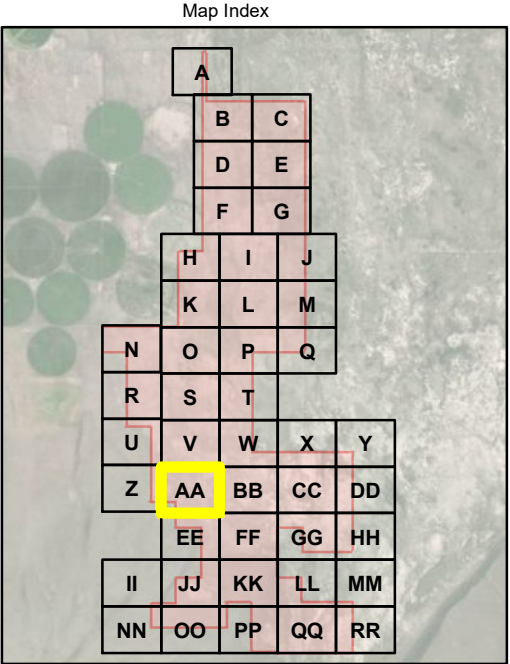 Map Index
A
B C
D E
F G
H I J
K L M
N O P Q
R S T
U V W X Y
Z AA BB CC DD
EE FF GG HH
II JJ KK LL MM
NN OO PP QQ RR